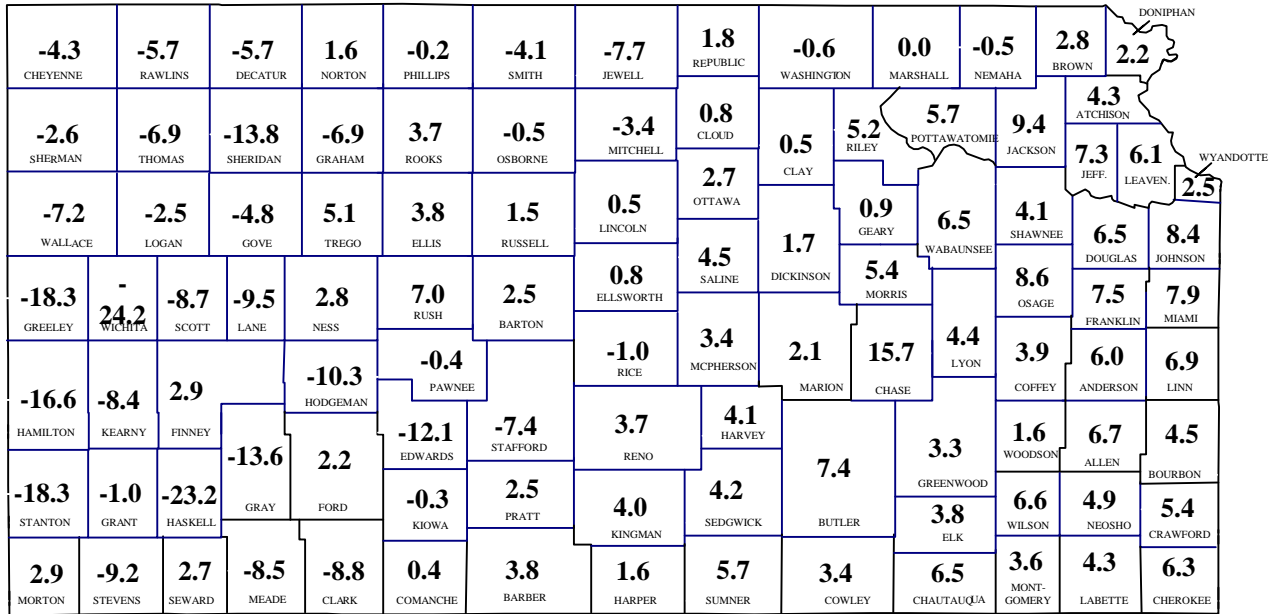 DONIPHAN
-4.3 -5.7 -5.7 1.6 -0.2 -4.1 -7.7 1.8 -0.6 0.0 -0.5 2.8 2.2
CHEYENNE RAWLINS DECATUR NORTON PHILLIPS SMITH JEWELL REPUBLIC WASHINGTON MARSHALL NEMAHA BROWN
-2.6 -6.9 -13.8 -6.9 3.7 -0.5 -3.4 0.8 0.5 5.2 5.7 9.4 4.3
SHERMAN THOMAS SHERIDAN GRAHAM ROOKS OSBORNE MITCHELL CLOUD CLAY RILEY POTTAWATOMIE JACKSON ATCHISON
7.3 6.1 WYANDOTTE
JEFF. LEAVEN. 2.5
-7.2 -2.5 -4.8 5.1 3.8 1.5 0.5 2.7 0.9 6.5 4.1 6.5 8.4
WALLACE LOGAN GOVE TREGO ELLIS RUSSELL LINCOLN OTTAWA GEARY WABAUNSEE SHAWNEE DOUGLAS JOHNSON
-18.3 -24.2 -8.7 -9.5 2.8 7.0 2.5 0.8 4.5 1.7 5.4 8.6 7.5 7.9
GREELEY WICHITA SCOTT LANE NESS RUSH BARTON ELLSWORTH SALINE DICKINSON MORRIS OSAGE FRANKLIN MIAMI
-0.4 -1.0 3.4 2.1 15.7 4.4 3.9 6.0 6.9
PAWNEE RICE MCPHERSON MARION CHASE LYON COFFEY ANDERSON LINN
-16.6 -8.4 2.9 -10.3
HAMILTON KEARNY FINNEY HODGEMAN
-12.1 -7.4 3.7 4.1 1.6 6.7 4.5
EDWARDS STAFFORD RENO HARVEY WOODSON ALLEN BOURBON
-13.6 2.2 7.4 3.3
GRAY FORD BUTLER GREENWOOD
-18.3 -1.0 -23.2 -0.3 2.5 4.0 4.2 3.8 6.6 4.9 5.4
STANTON GRANT HASKELL KIOWA PRATT KINGMAN SEDGWICK ELK WILSON NEOSHO CRAWFORD
2.9 -9.2 2.7 -8.5 -8.8 0.4 3.8 1.6 5.7 3.4 6.5 3.6 4.3 6.3
MORTON STEVENS SEWARD MEADE CLARK COMANCHE BARBER HARPER SUMNER COWLEY CHAUTAUQUA MONT-
GOMERY LABETTE CHEROKEE